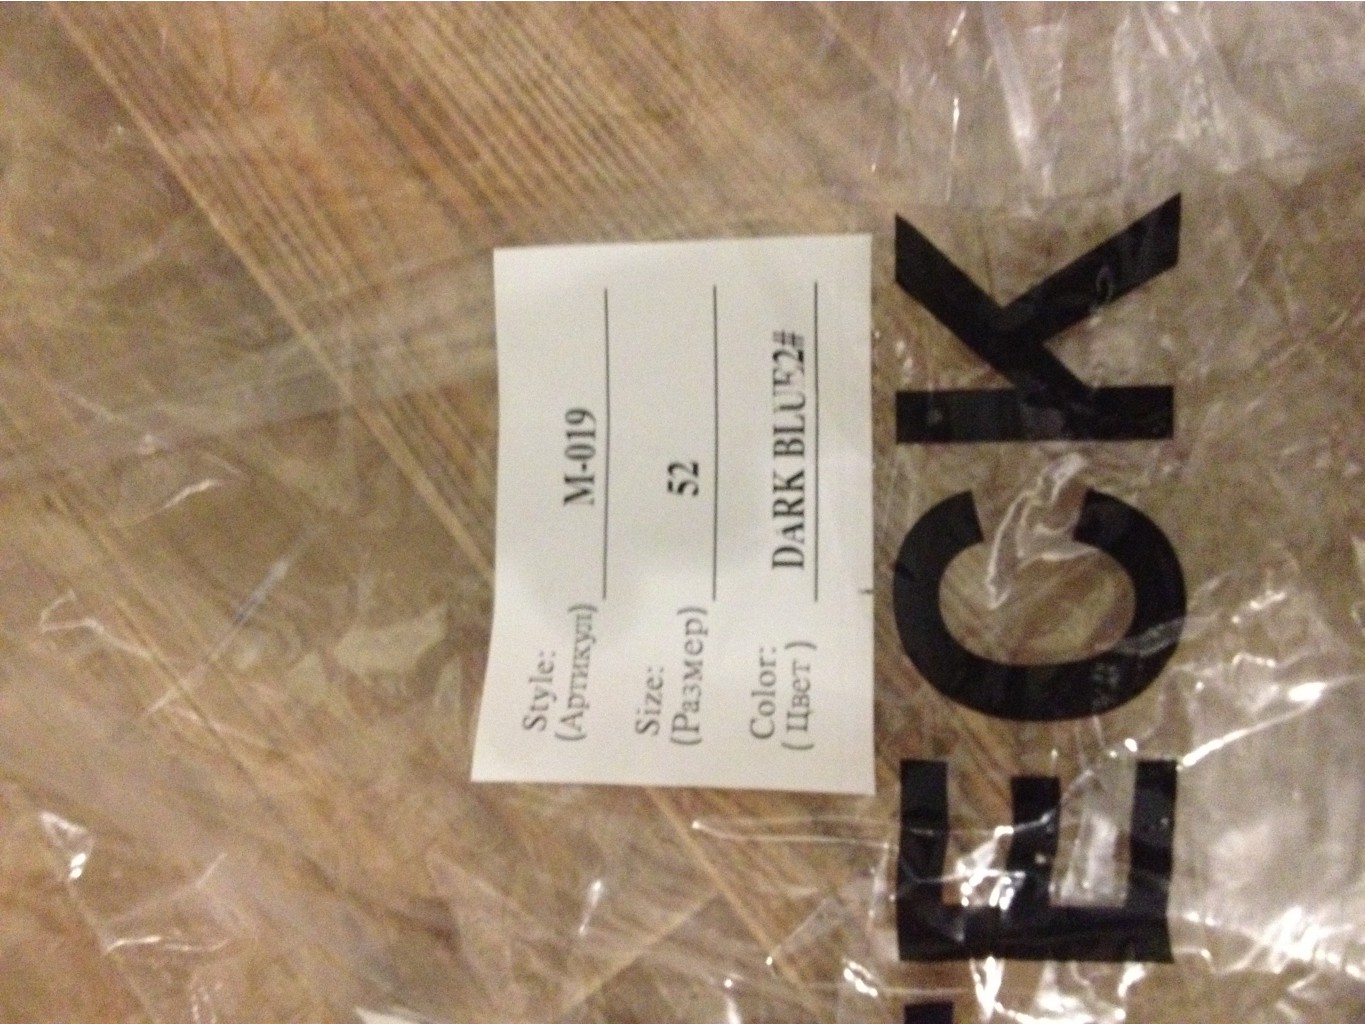 Style:
(Артикул) M-019
Size:
(Размер) 52
Color:
( Цвет ) DARK BLUE2#
ECK